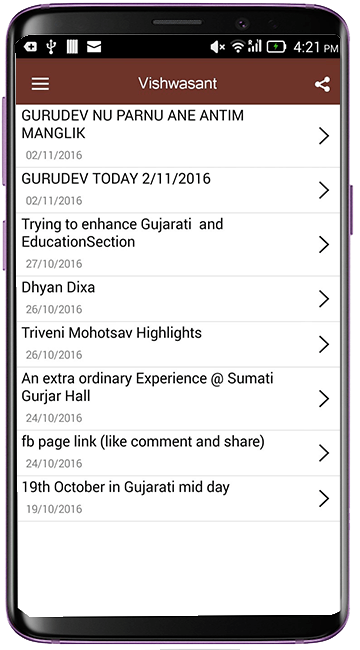 4:21 PM
Vishwasant
GURUDEV NU PARNU ANE ANTIM
MANGLIK
02/11/2016
GURUDEV TODAY 2/11/2016
02/11/2016
Trying to enhance Gujarati  and
EducationSection
27/10/2016
Dhyan Dixa
26/10/2016
Triveni Mohotsav Highlights
26/10/2016
An extra ordinary Experience @ Sumati
Gurjar Hall
24/10/2016
fb page link (like comment and share)
24/10/2016
19th October in Gujarati mid day
19/10/2016